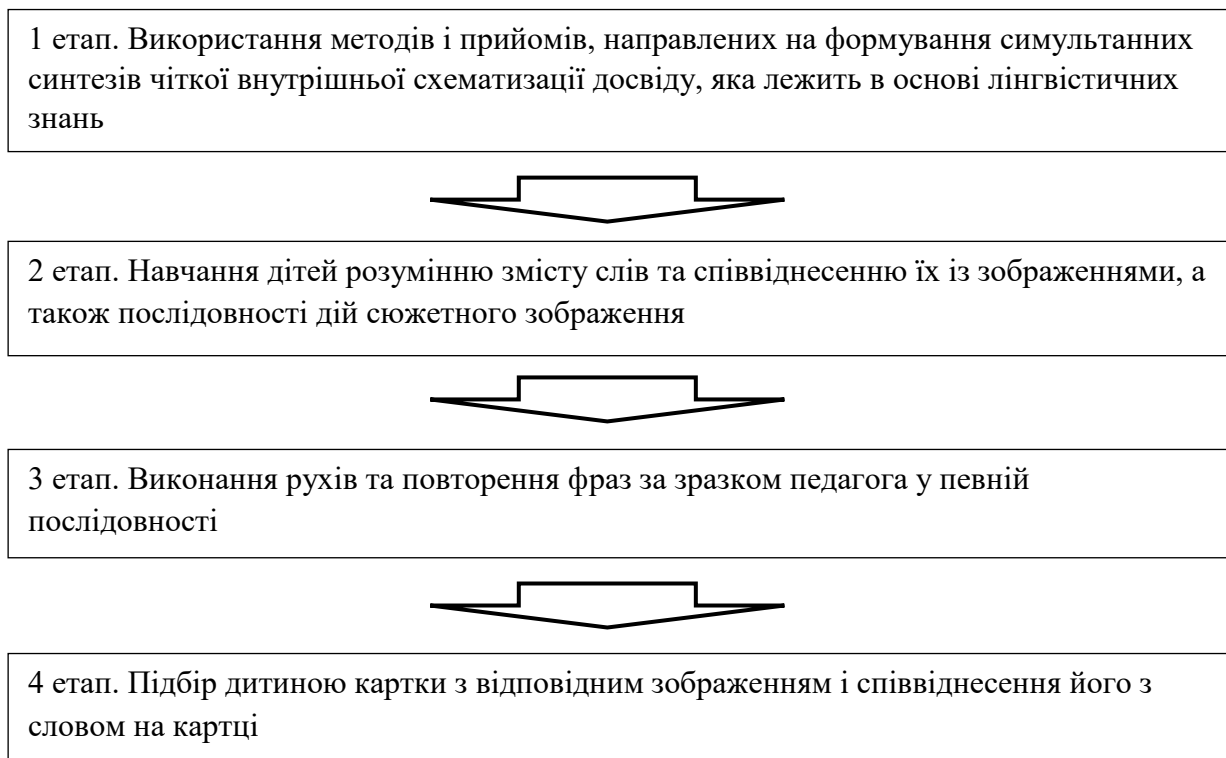 1 етап. Використання методів і прийомів, направлених на формування симультанних
синтезів чіткої внутрішньої схематизації досвіду, яка лежить в основі лінгвістичних
знань
2 етап. Навчання дітей розумінню змісту слів та співвіднесенню їх із зображеннями, а
також послідовності дій сюжетного зображення
3 етап. Виконання рухів та повторення фраз за зразком педагога у певній
послідовності
4 етап. Підбір дитиною картки з відповідним зображенням і співвіднесення його з
словом на картці